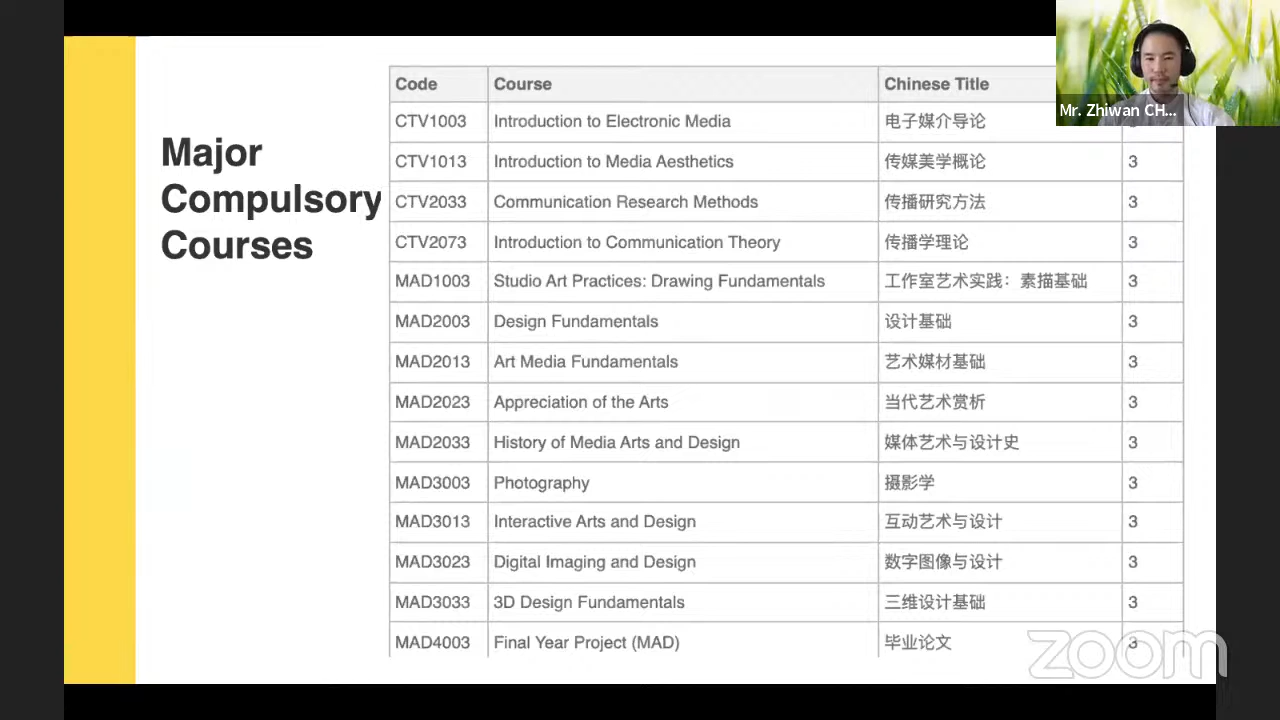 Major
Compulsory
Courses
Code Course Chinese Title
CTV1003 Introduction to Electronic Media 电子媒介导论
CTV1013 Introduction to Media Aesthetics 传媒美学概论 3
CTV2033 Communication Research Methods 传播研究方法 3
CTV2073 Introduction to Communication Theory 传播学理论 3
MAD1003 Studio Art Practices: Drawing Fundamentals 工作室艺术实践：素描基础 3
MAD2003 Design Fundamentals 设计基础 3
MAD2013 Art Media Fundamentals 艺术媒材基础 3
MAD2023 Appreciation of the Arts 当代艺术赏析 3
MAD2033 History of Media Arts and Design 媒体艺术与设计史 3
MAD3003 Photography 摄影学 3
MAD3013 Interactive Arts and Design 互动艺术与设计 3
MAD3023 Digital Imaging and Design 数字图像与设计 3
MAD3033 3D Design Fundamentals 三维设计基础 3
MAD4003 Final Year Project (MAD) 毕业论文 3
Mr. Zhiwan CH...
zoom